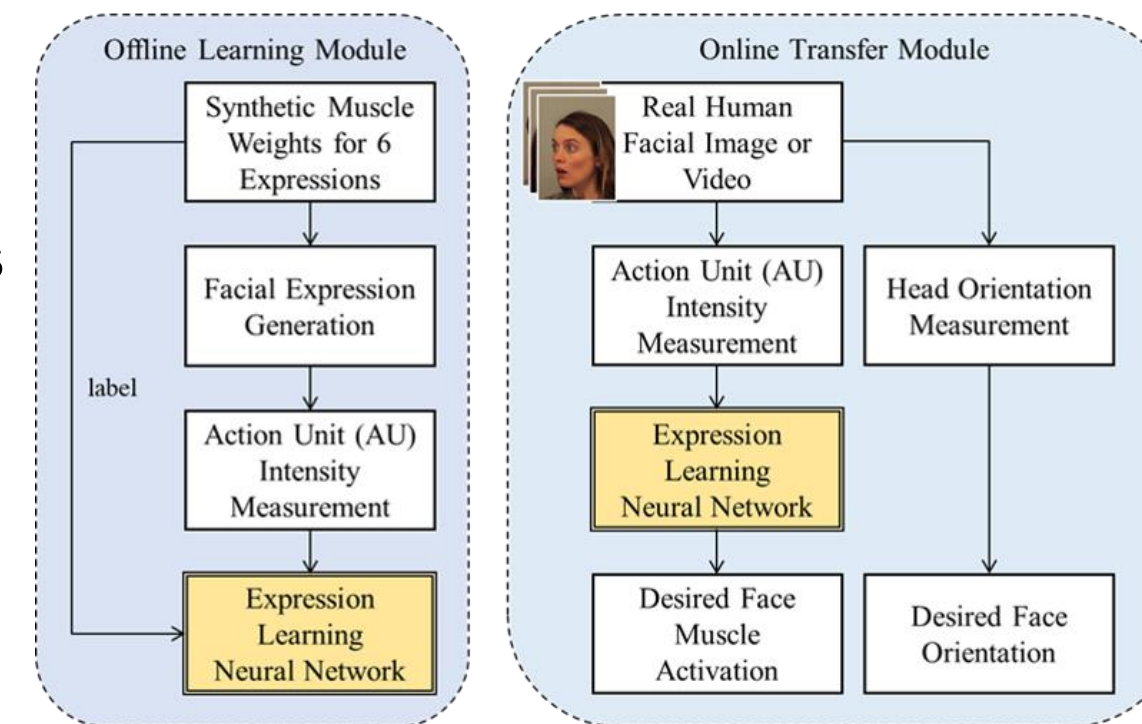 Offline Learning Module
Synthetic Muscle
Weights for 6
Expressions
Facial Expression
Generation
label
Action Unit (AU)
Intensity
Measurement
Expression
Learning
Neural Network
Online Transfer Module
Real Human
Facial Image or
Video
Action Unit (AU)
Intensity
Measurement
Head Orientation
Measurement
Expression
Learning
Neural Network
Desired Face
Muscle
Activation
Desired Face
Orientation